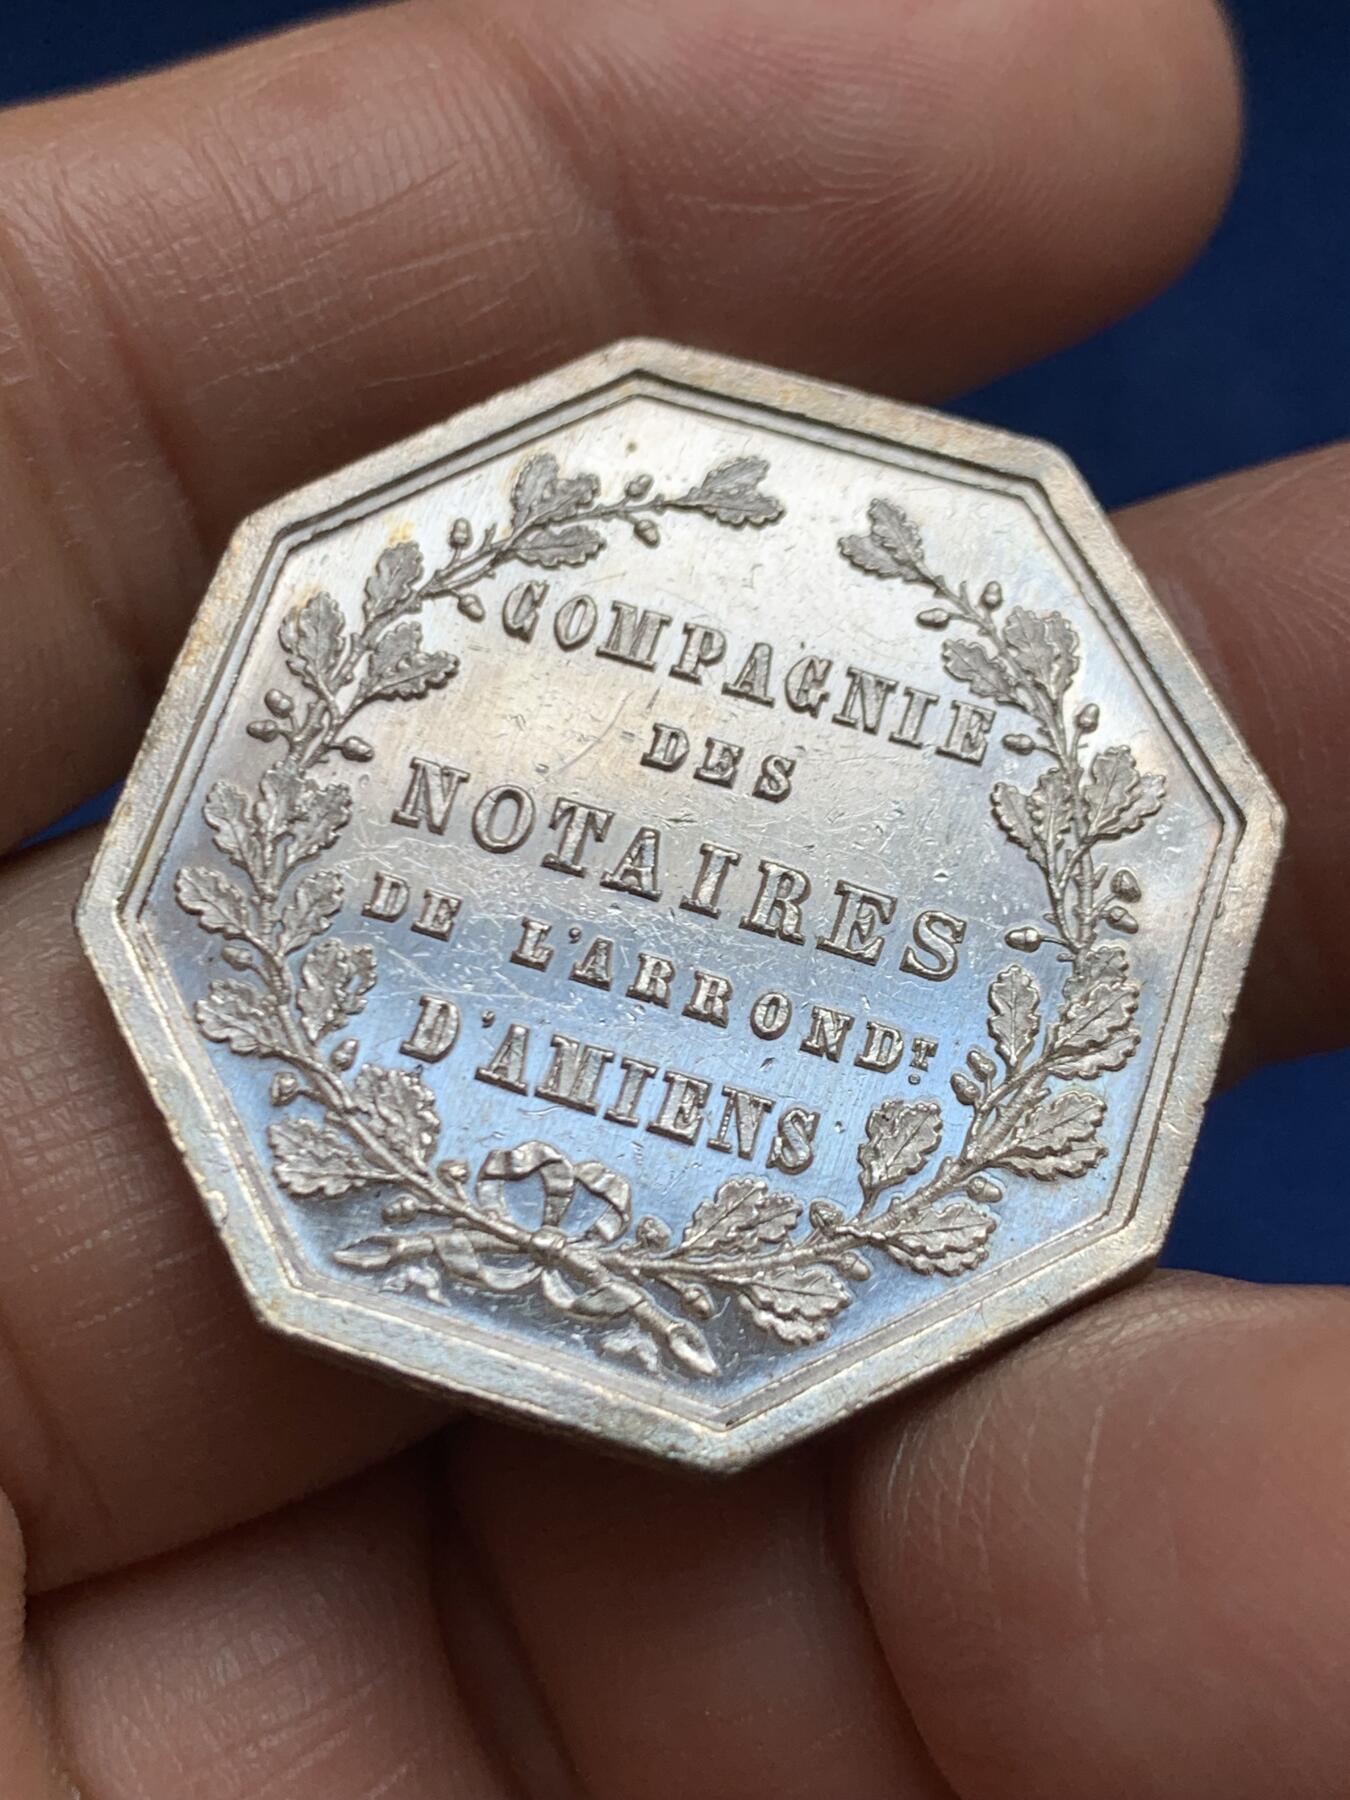 COMPAGNIE
DES
NOTAIRES
DE L'ARRONDT.
D'AMIENS